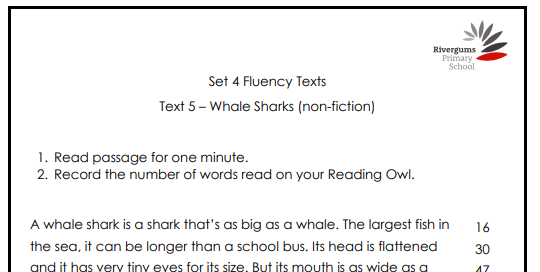 Rivergums
Primary
School
Set 4 Fluency Texts
Text 5 – Whale Sharks (non-fiction)
1. Read passage for one minute.
2. Record the number of words read on your Reading Owl.
A whale shark is a shark that's as big as a whale. The largest fish in 16
the sea, it can be longer than a school bus. Its head is flattened 30
and it has very tiny eyes for its size. But its mouth is as wide as a 47